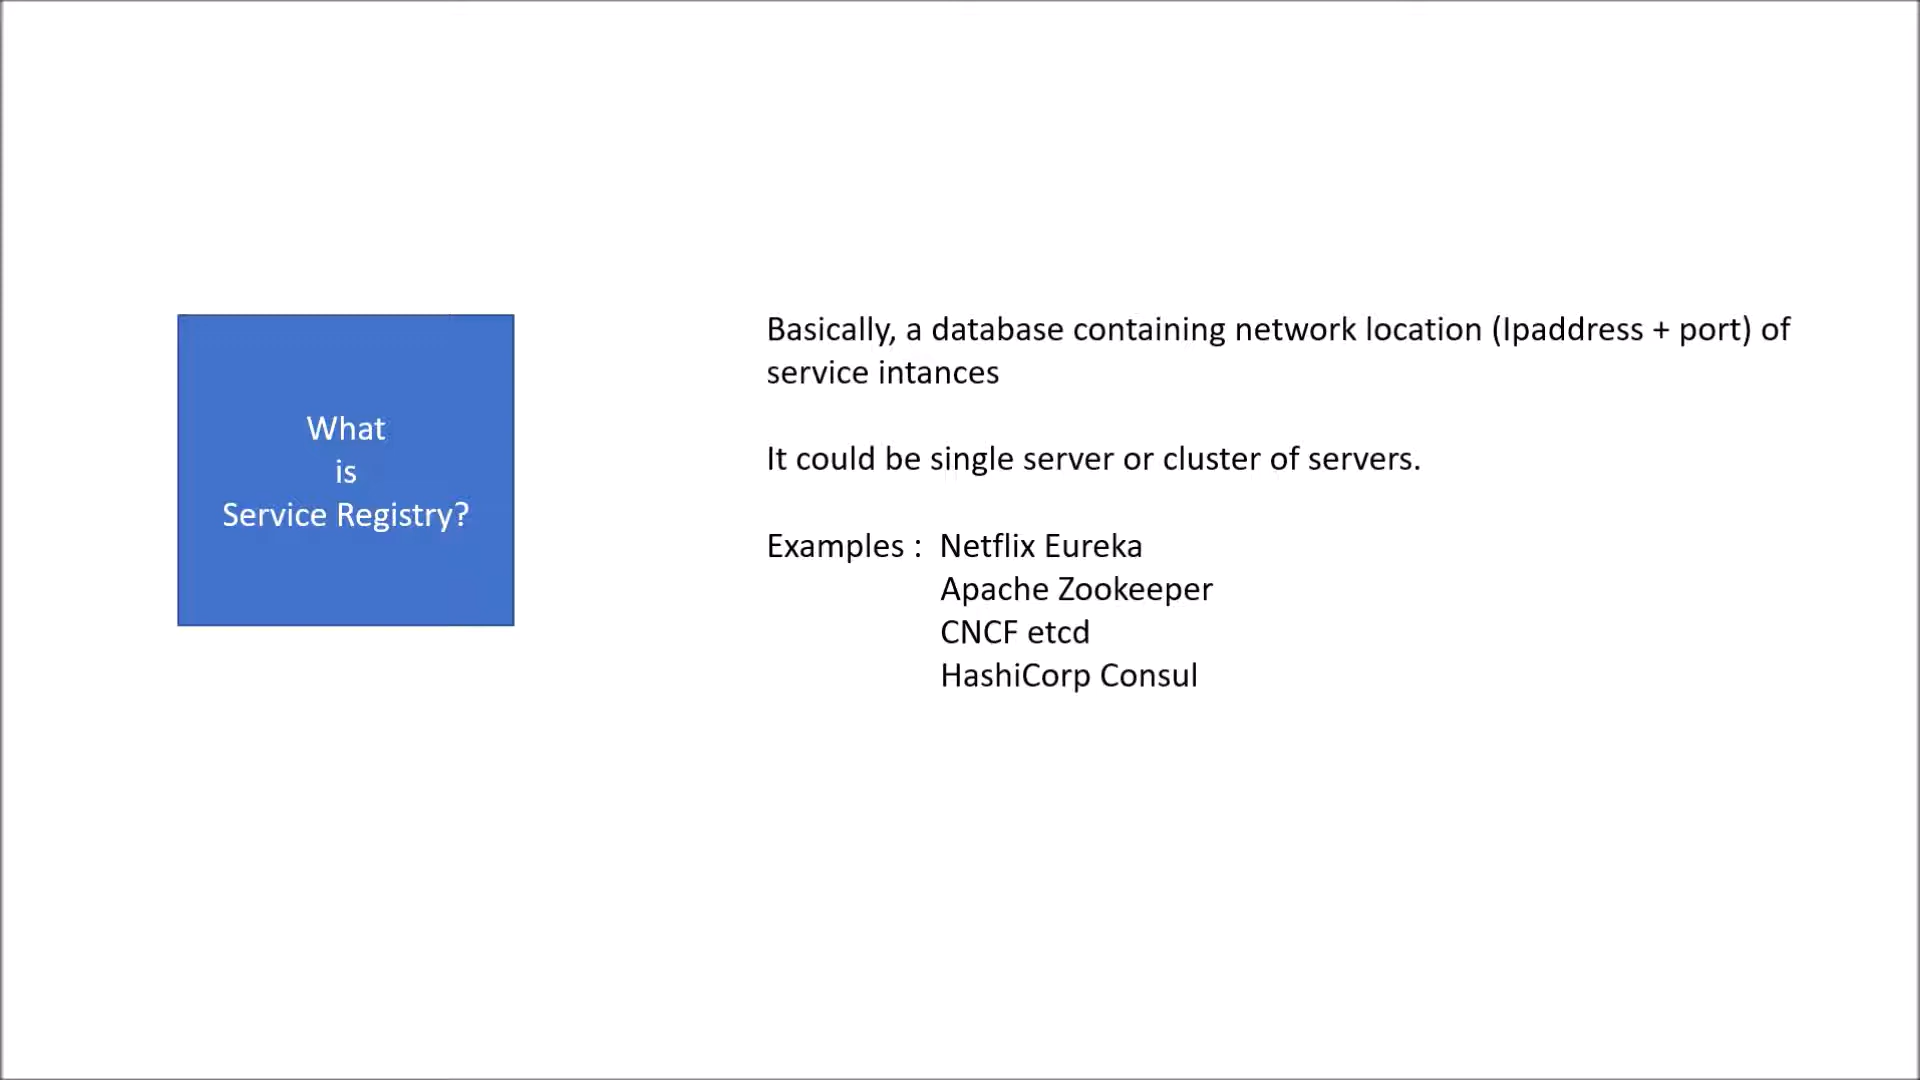 What
is
Service Registry?
Basically, a database containing network location (Ipaddress + port) of
service intances
It could be single server or cluster of servers.
Examples : Netflix Eureka
Apache Zookeeper
CNCF etcd
HashiCorp Consul